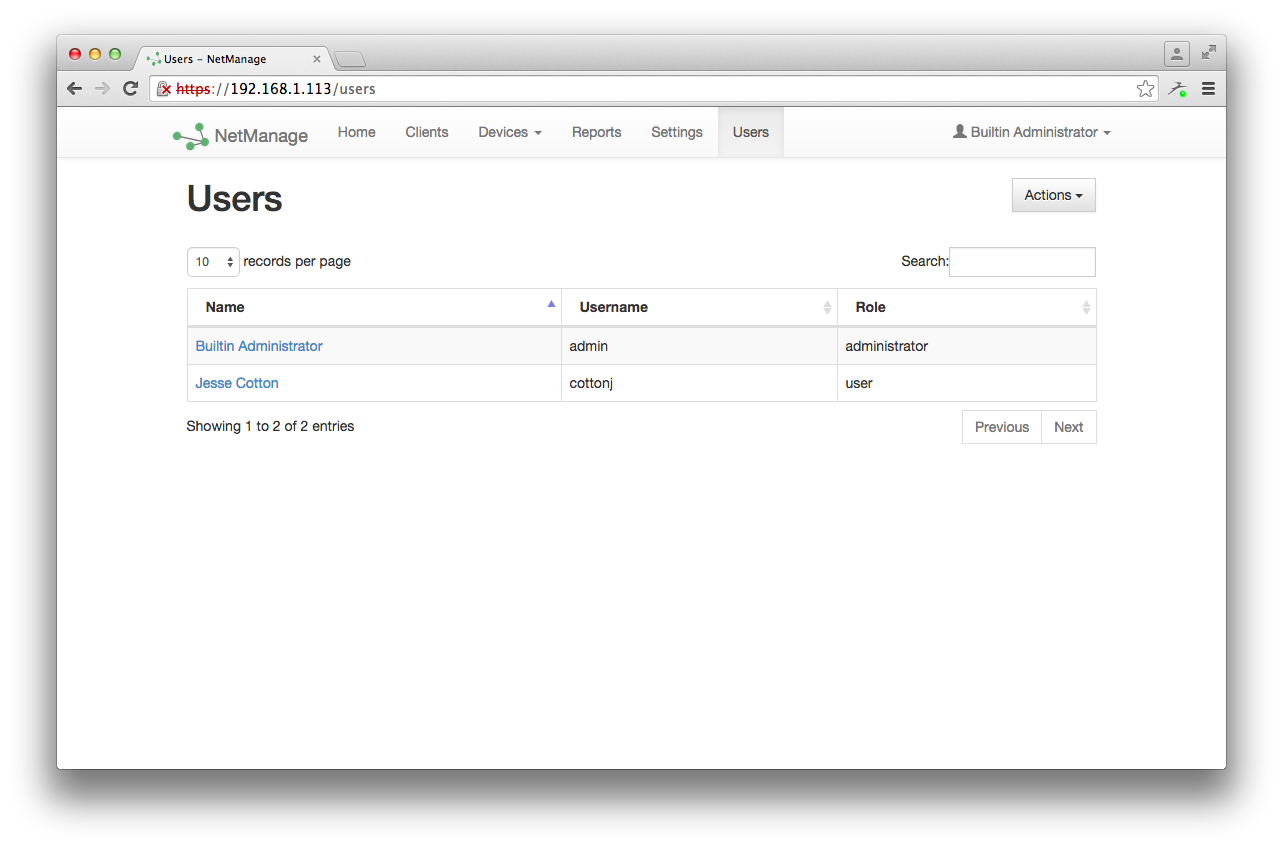 Users - NetManage
https://192.168.1.113/users
NetManage Home Clients Devices Reports Settings Users Builtin Administrator
Users Actions
10 records per page Search:
Name Username Role
Builtin Administrator admin administrator
Jesse Cotton cottonj user
Showing 1 to 2 of 2 entries Previous Next